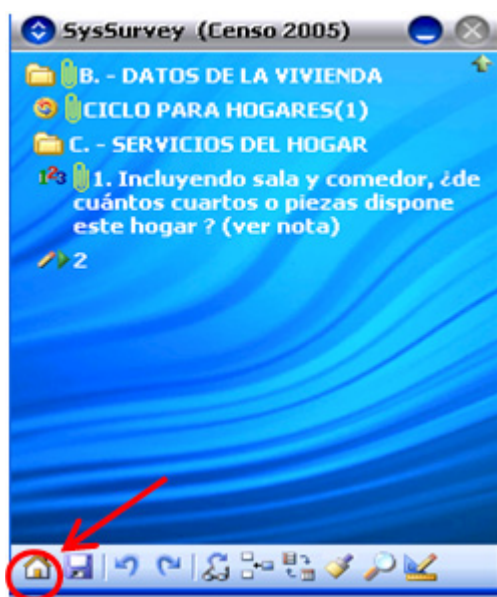 SysSurvey (Censo 2005)
B. - DATOS DE LA VIVIENDA
CICLO PARA HOGARES(1)
C. - SERVICIOS DEL HOGAR
123 1. Incluyendo sala y comedor, ¿de
cuántos cuartos o piezas dispone
este hogar ? (ver nota)
2